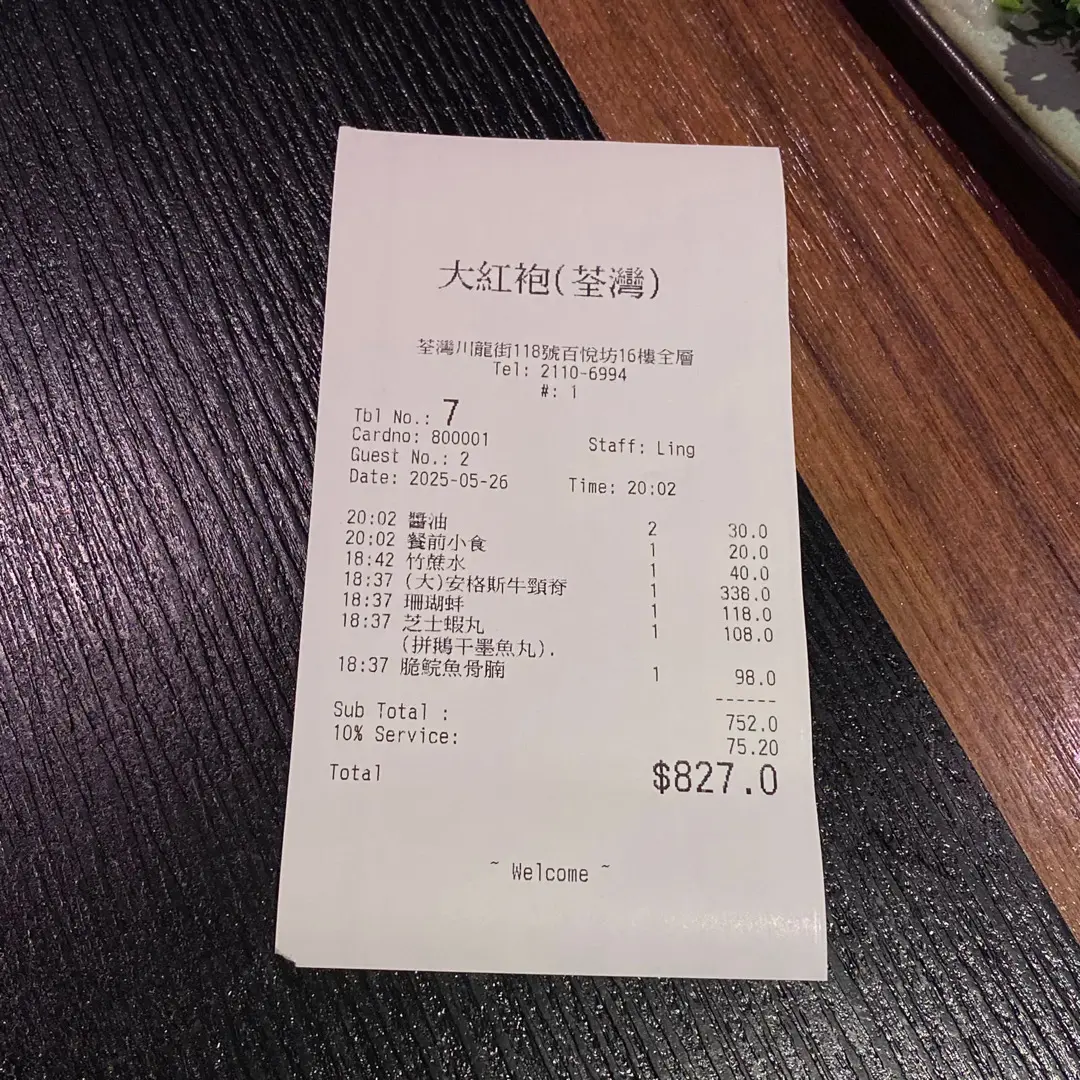 大紅袍(荃灣)
荃灣川龍街118號百悅坊16樓全層
Tel: 2110-6994
#: 1
Tbl No.: 7
Cardno: 800001 Staff: Ling
Guest No.: 2
Date: 2025-05-26 Time: 20:02
20:02 醬油 2 30.0
20:02 餐前小食 1 20.0
18:42 竹蔗水 1 40.0
18:37 (大)安格斯牛頸脊 1 338.0
18:37 珊瑚蚌 1 118.0
18:37 芝士蝦丸 1 108.0
(拼鵝干墨魚丸).
18:37 脆鯇魚骨腩 1 98.0
------
Sub Total : 752.0
10% Service: 75.20
Total $827.0
~ Welcome ~